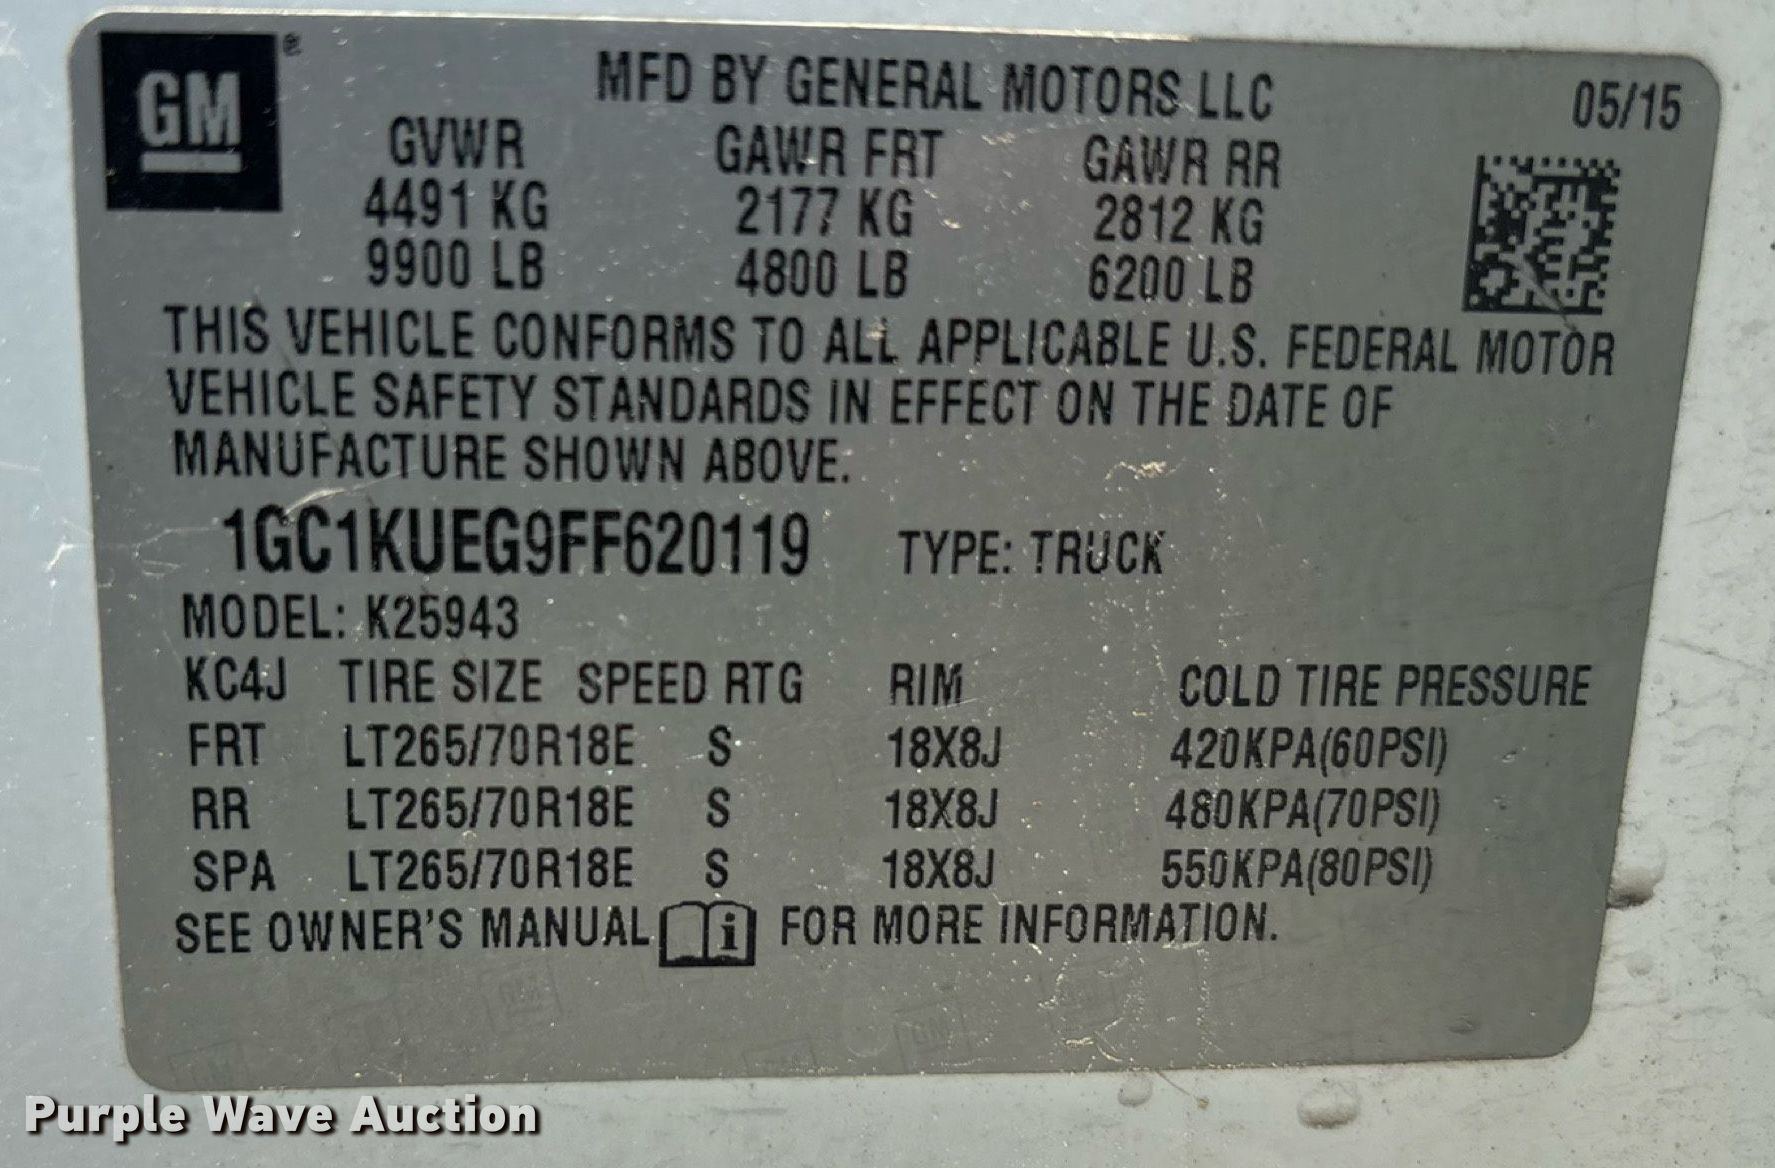 GM ®
MFD BY GENERAL MOTORS LLC
05/15
GVWR GAWR FRT GAWR RR
4491 KG 2177 KG 2812 KG
9900 LB 4800 LB 6200 LB
THIS VEHICLE CONFORMS TO ALL APPLICABLE U.S. FEDERAL MOTOR
VEHICLE SAFETY STANDARDS IN EFFECT ON THE DATE OF
MANUFACTURE SHOWN ABOVE.
1GC1KUEG9FF620119 TYPE: TRUCK
MODEL: K25943
KC4J TIRE SIZE SPEED RTG RIM COLD TIRE PRESSURE
FRT LT265/70R18E S 18X8J 420KPA(60PSI)
RR LT265/70R18E S 18X8J 480KPA(70PSI)
SPA LT265/70R18E S 18X8J 550KPA(80PSI)
SEE OWNER'S MANUAL i FOR MORE INFORMATION.
Purple Wave Auction